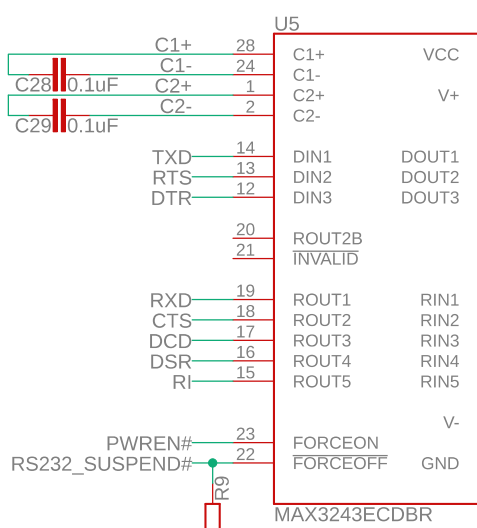 U5
C1+ 28 C1+ VCC
C1- 24 C1-
C28 0.1uF
C2+ 1 C2+ V+
C2- 2 C2-
C29 0.1uF
TXD 14 DIN1 DOUT1
RTS 13 DIN2 DOUT2
DTR 12 DIN3 DOUT3
20 ROUT2B
21 INVALID
RXD 19 ROUT1 RIN1
CTS 18 ROUT2 RIN2
DCD 17 ROUT3 RIN3
DSR 16 ROUT4 RIN4
RI 15 ROUT5 RIN5
V-
PWREN# 23 FORCEON
RS232_SUSPEND# 22 FORCEOFF GND
R9
MAX3243ECDBR